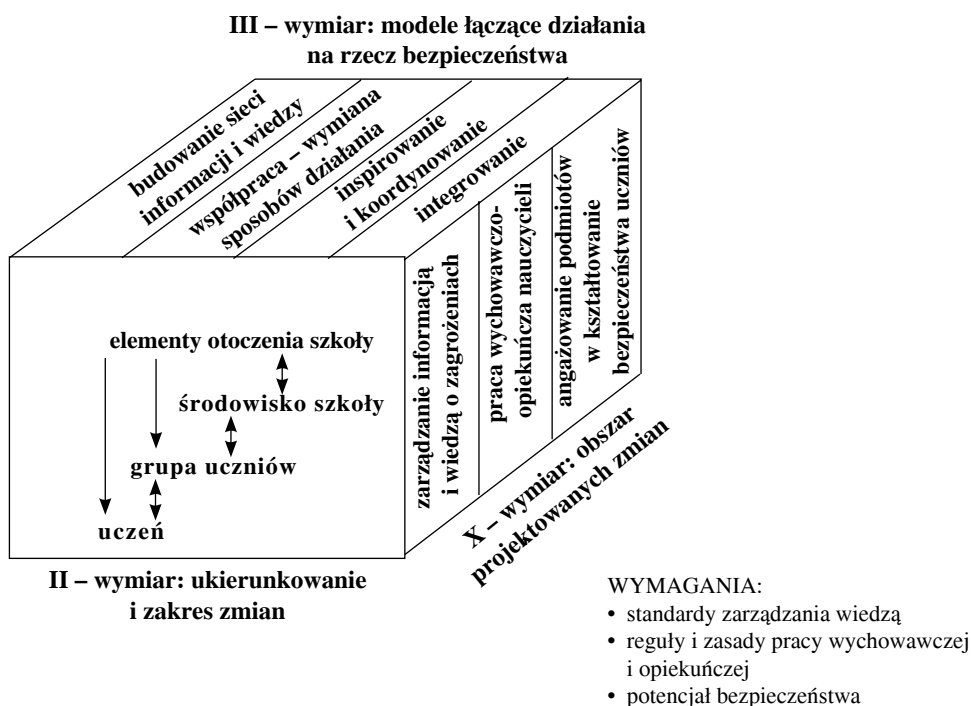 III – wymiar: modele łączące działania
na rzecz bezpieczeństwa
budowanie sieci
informacji i wiedzy
współpraca – wymiana
sposobów działania
inspirowanie
i koordynowanie
integrowanie
zarządzanie informacją
i wiedzą o zagrożeniach
praca wychowawczo-
opiekuńcza nauczycieli
angażowanie podmiotów
w kształtowanie
bezpieczeństwa uczniów
elementy otoczenia szkoły
środowisko szkoły
grupa uczniów
uczeń
X – wymiar: obszar
projektowanych zmian
II – wymiar: ukierunkowanie
i zakres zmian
WYMAGANIA:
• standardy zarządzania wiedzą
• reguły i zasady pracy wychowawczej
i opiekuńczej
• potencjał bezpieczeństwa